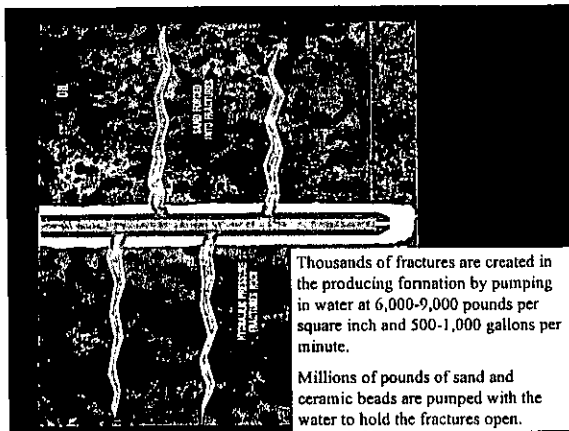 OIL
SAND FORCED
INTO FRACTURES
HYDRAULIC PRESSURE
FRACTURES ROCK
Thousands of fractures are created in
the producing formation by pumping
in water at 6,000-9,000 pounds per
square inch and 500-1,000 gallons per
minute.
Millions of pounds of sand and
ceramic beads are pumped with the
water to hold the fractures open.